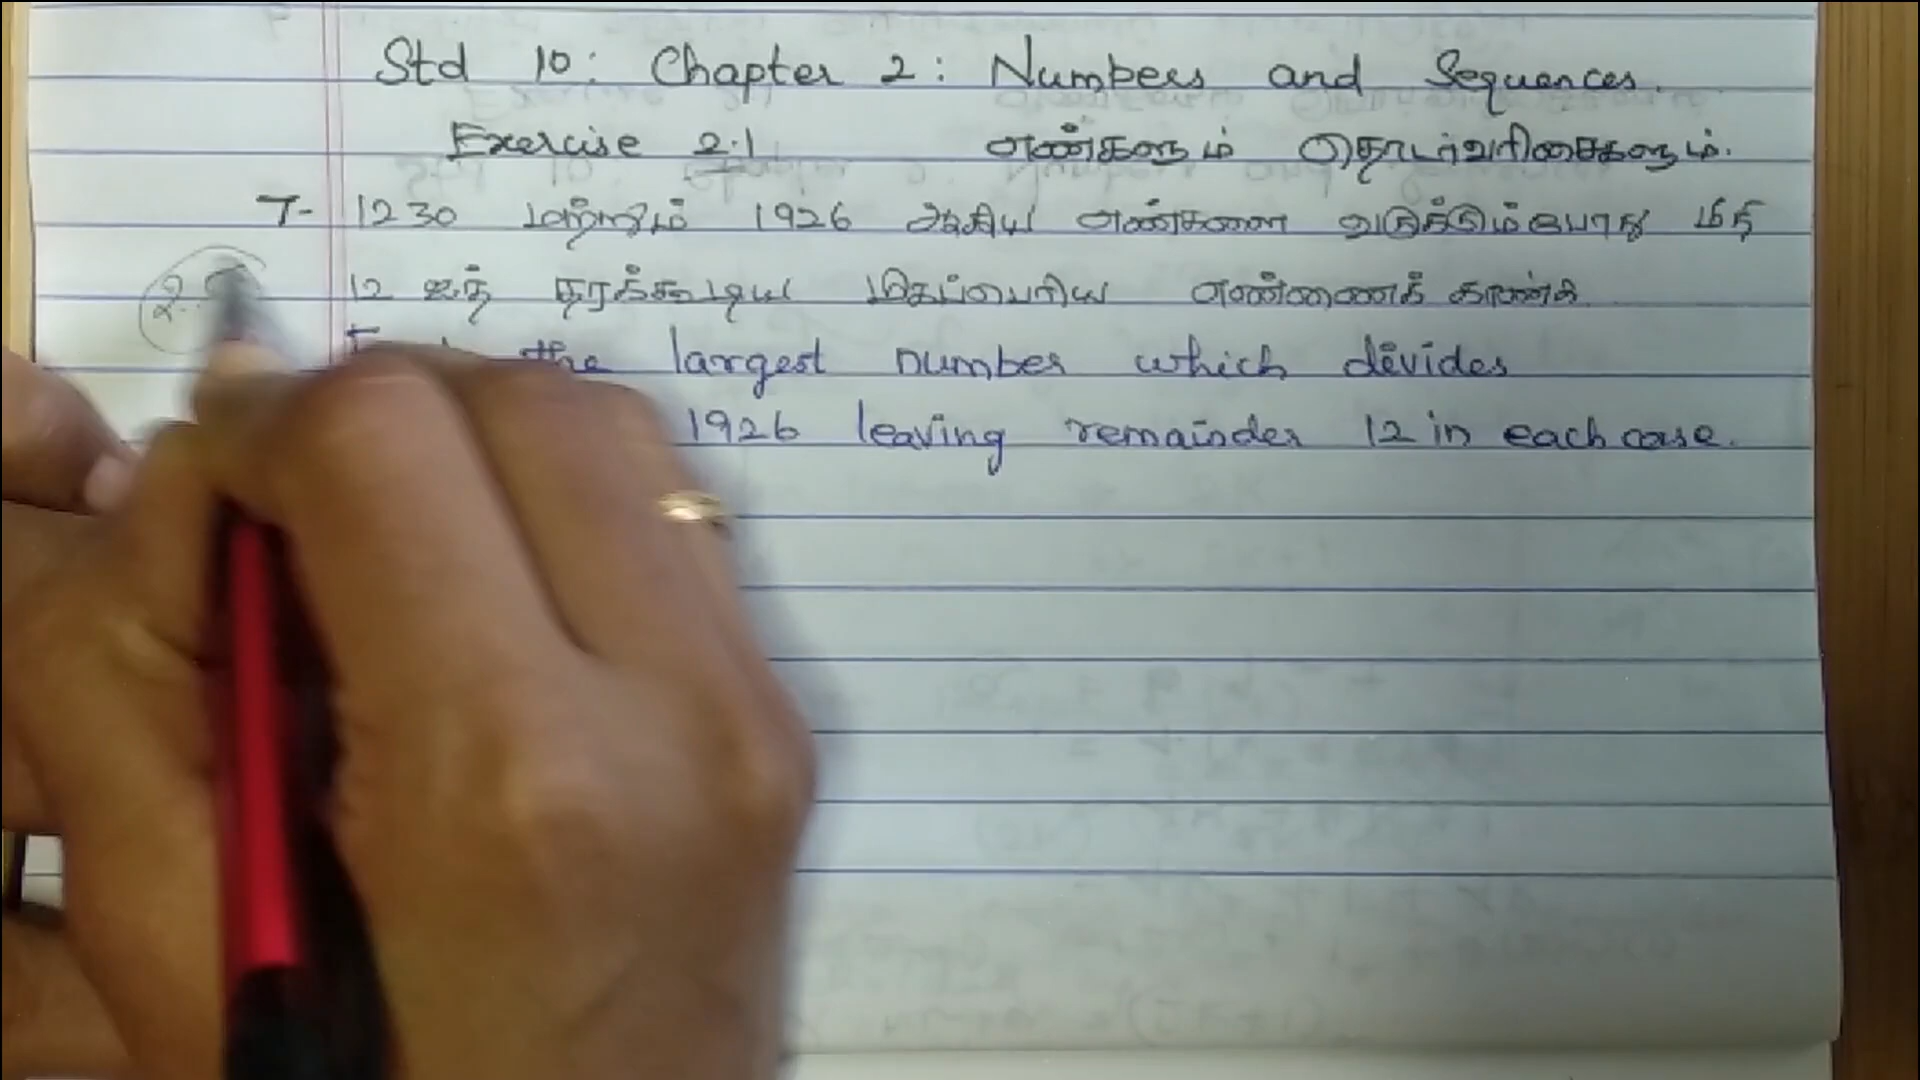 Std 10: Chapter 2: Numbers and Sequences.
Exercise 2.1 எண்களும் தொடர்வரிசைகளும்.
7- 1230 மற்றும் 1926 ஆகிய எண்களை வகுக்கும்போது மீதி
12 ஐத் தரக்கூடிய மிகப்பெரிய எண்ணைக் காண்க
the largest number which divides
1926 leaving remainder 12 in each case.